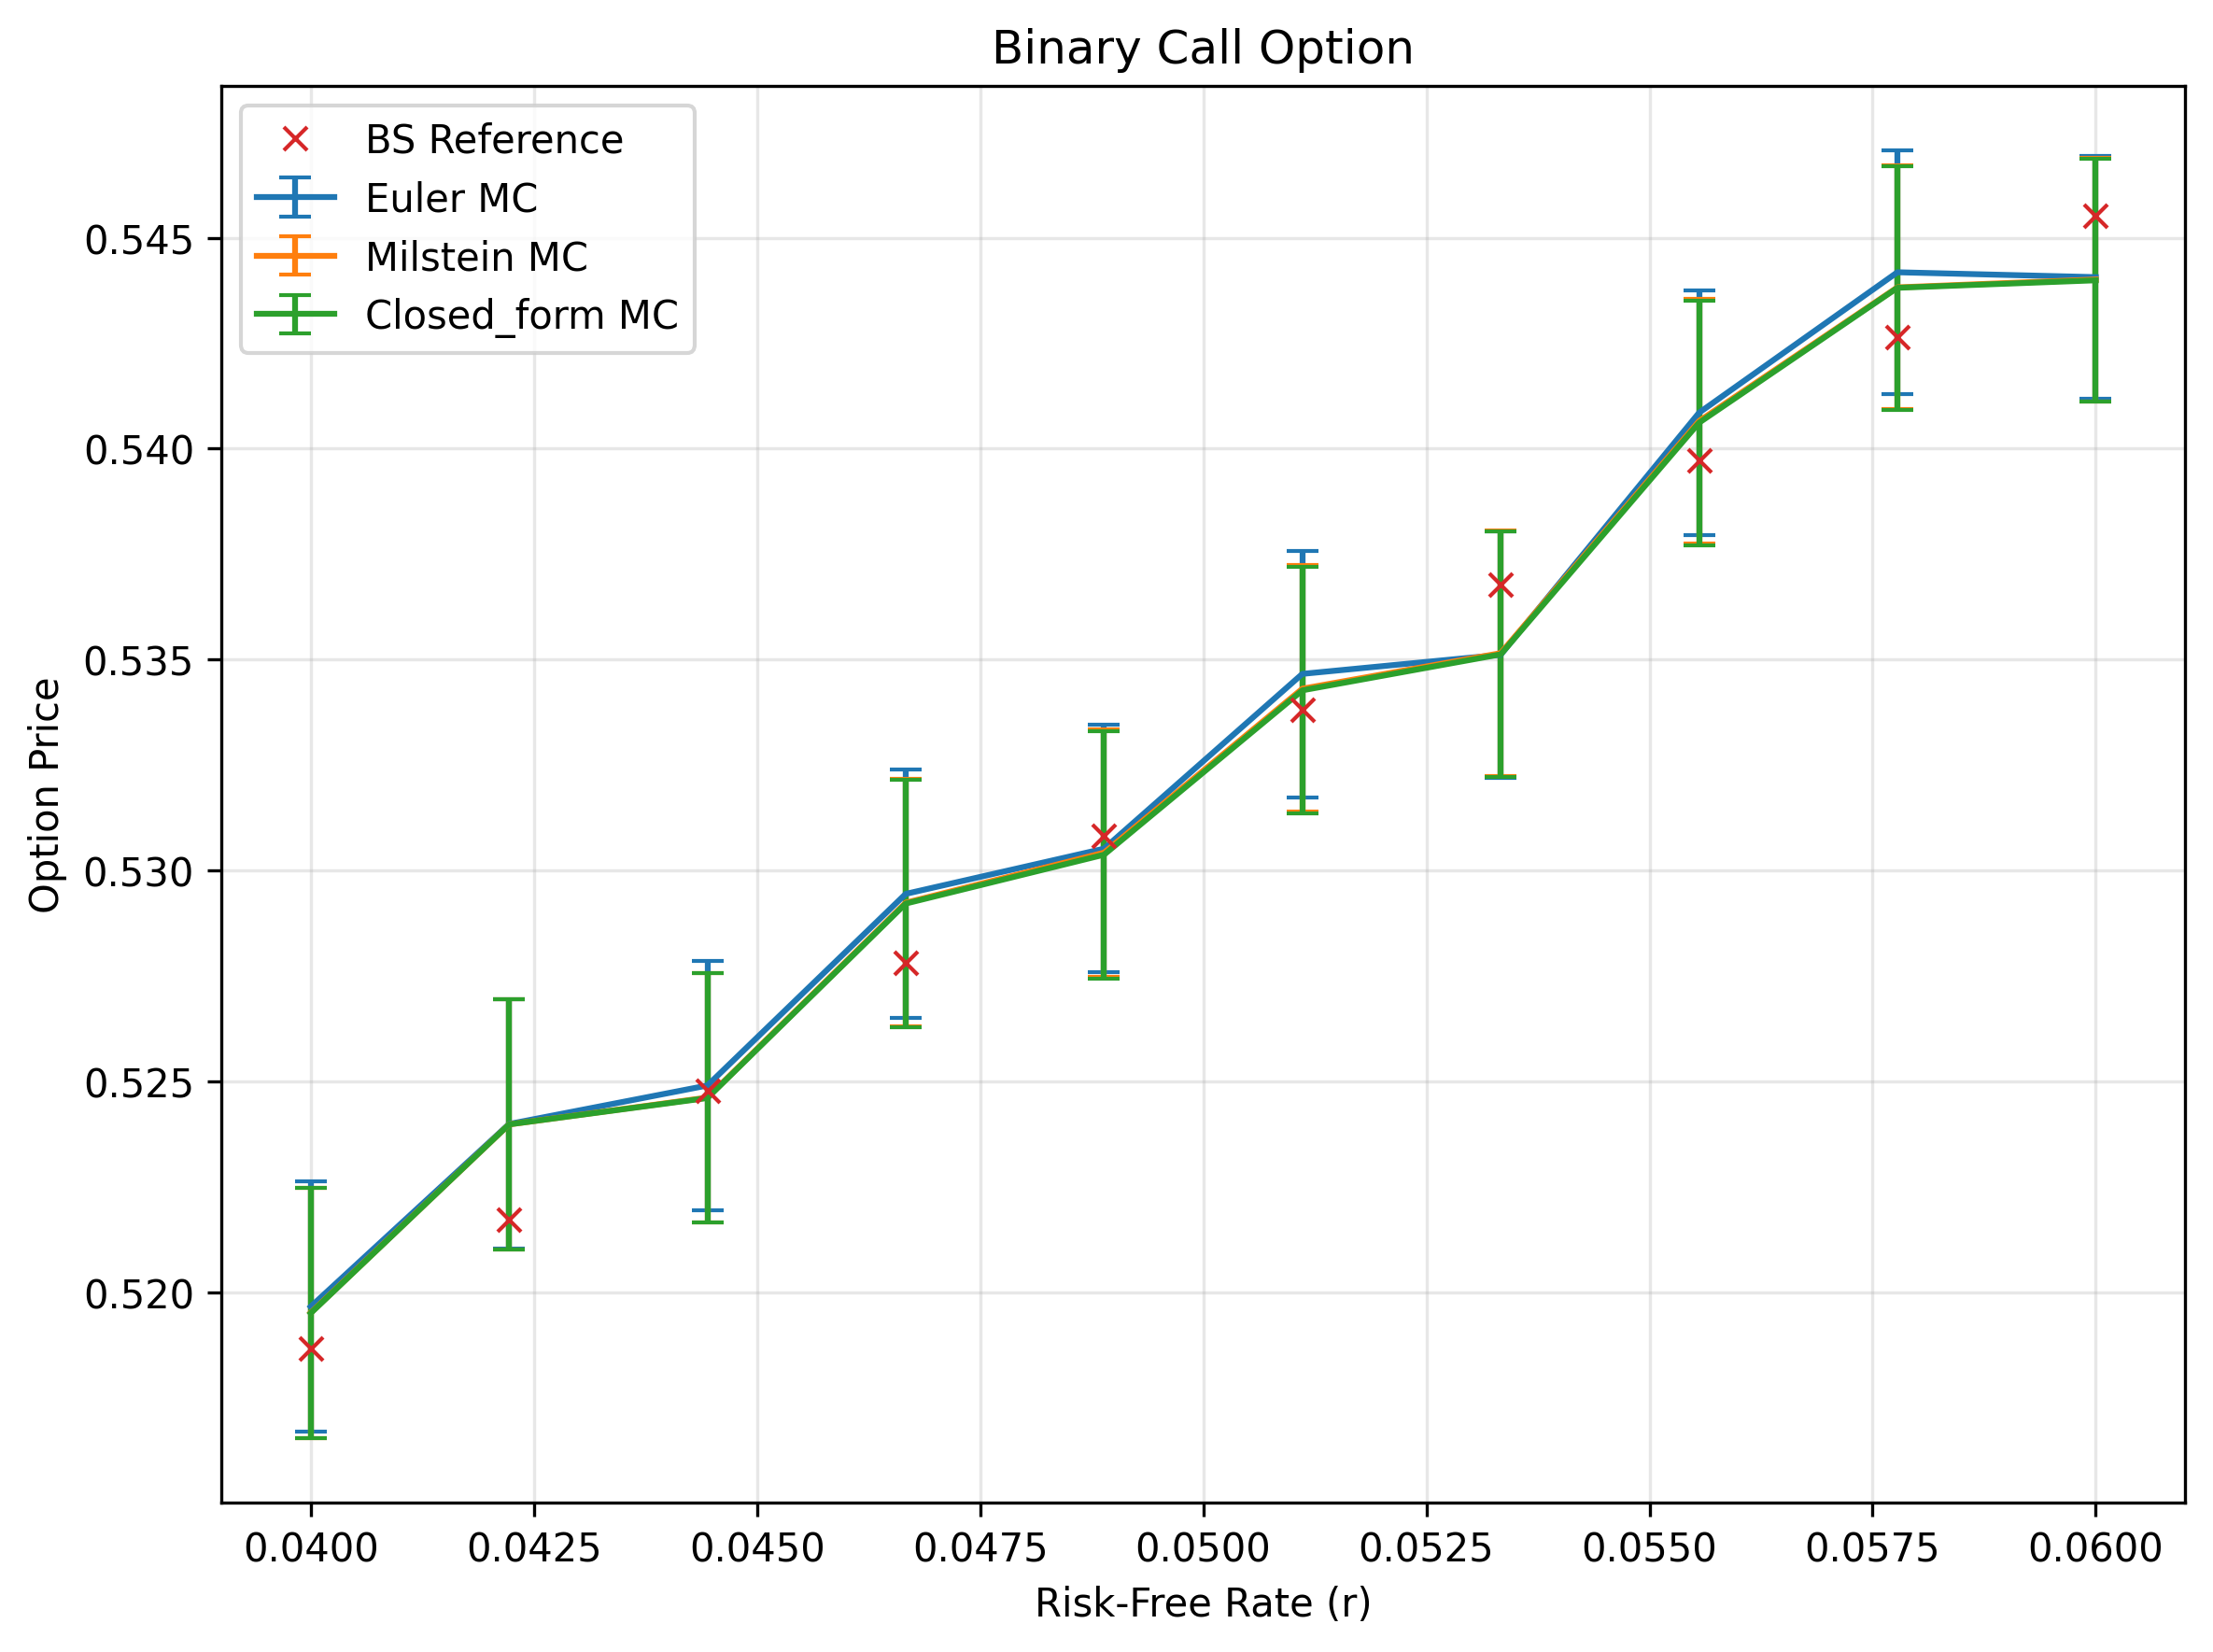 Binary Call Option
BS Reference
Euler MC
Milstein MC
Closed_form MC
Option Price
0.545
0.540
0.535
0.530
0.525
0.520
0.0400 0.0425 0.0450 0.0475 0.0500 0.0525 0.0550 0.0575 0.0600
Risk-Free Rate (r)